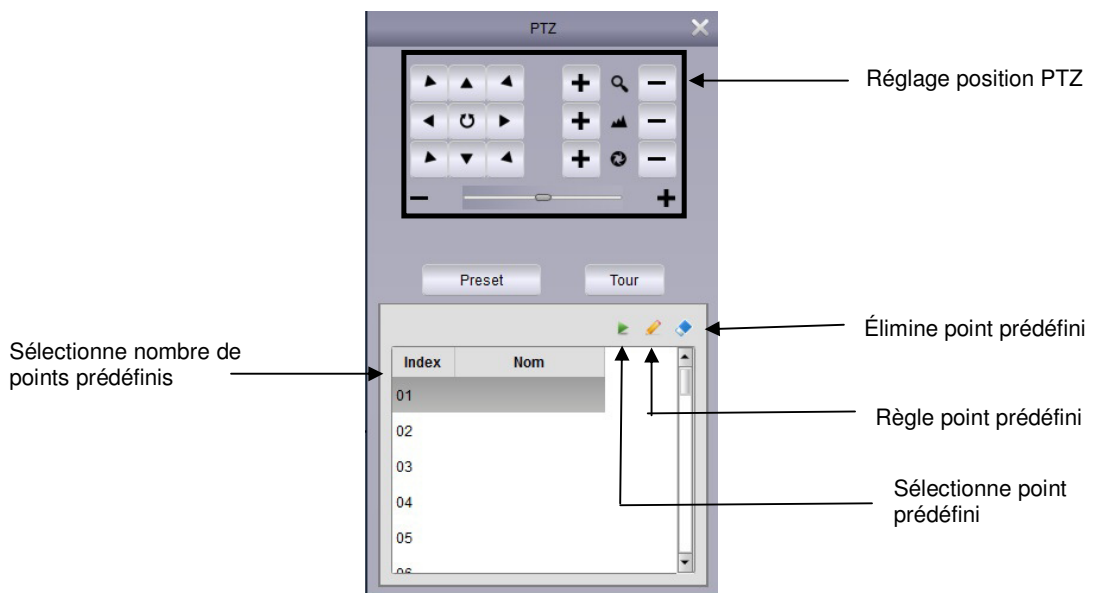 PTZ
Réglage position PTZ
Preset
Tour
Élimine point prédéfini
Sélectionne nombre de
points prédéfinis
Index
Nom
01
02
03
04
05
06
Règle point prédéfini
Sélectionne point
prédéfini